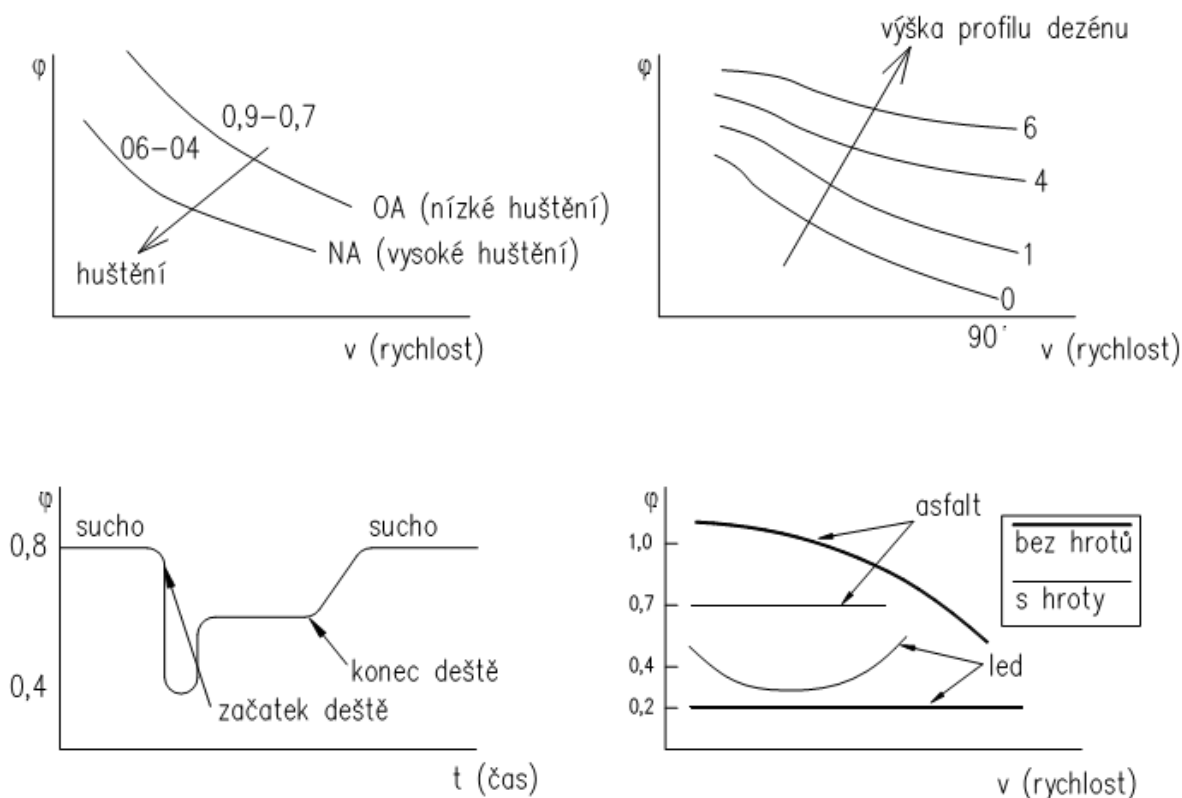 φ
0,9-0,7
06-04
OA (nízké huštění)
NA (vysoké huštění)
huštění
v (rychlost)
výška profilu dezénu
φ
6
4
1
0
90'
v (rychlost)
φ
sucho
sucho
0,8
0,4
konec deště
začatek deště
t (čas)
φ
asfalt
1,0
0,7
0,4
0,2
led
bez hrotů
s hroty
v (rychlost)